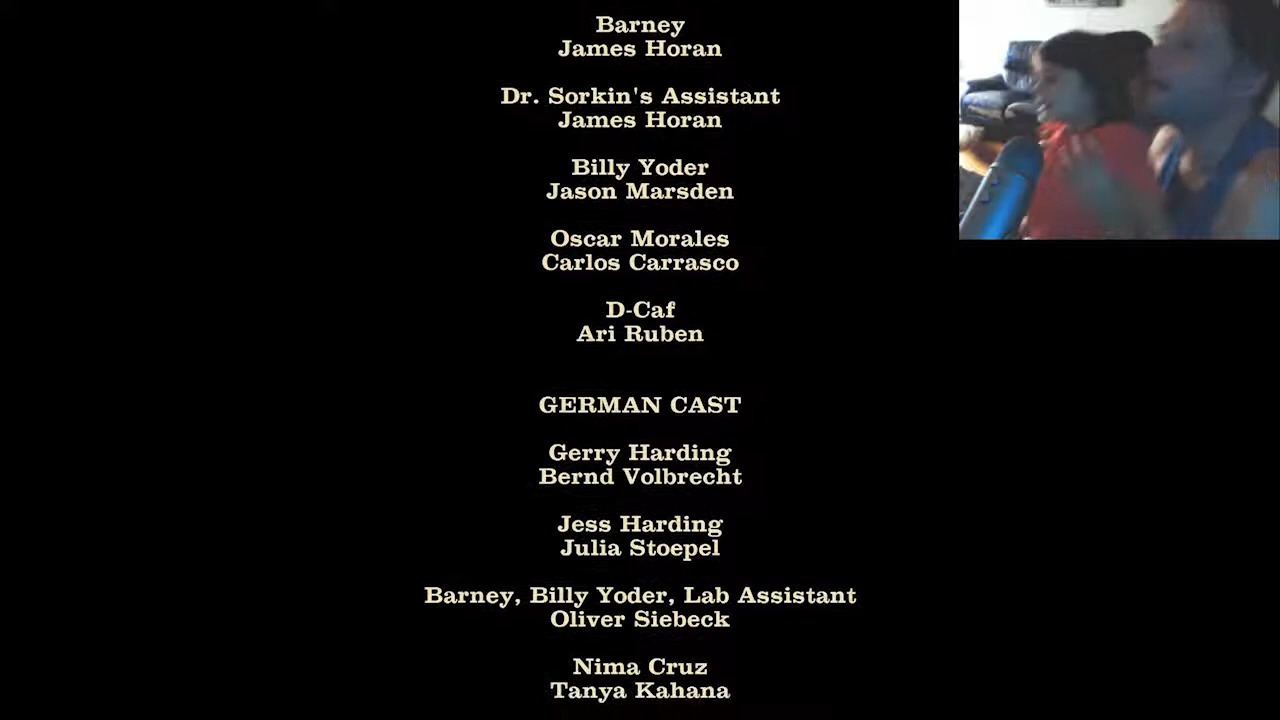 Barney
James Horan
Dr. Sorkin's Assistant
James Horan
Billy Yoder
Jason Marsden
Oscar Morales
Carlos Carrasco
D-Caf
Ari Ruben
GERMAN CAST
Gerry Harding
Bernd Volbrecht
Jess Harding
Julia Stoepel
Barney, Billy Yoder, Lab Assistant
Oliver Siebeck
Nima Cruz
Tanya Kahana